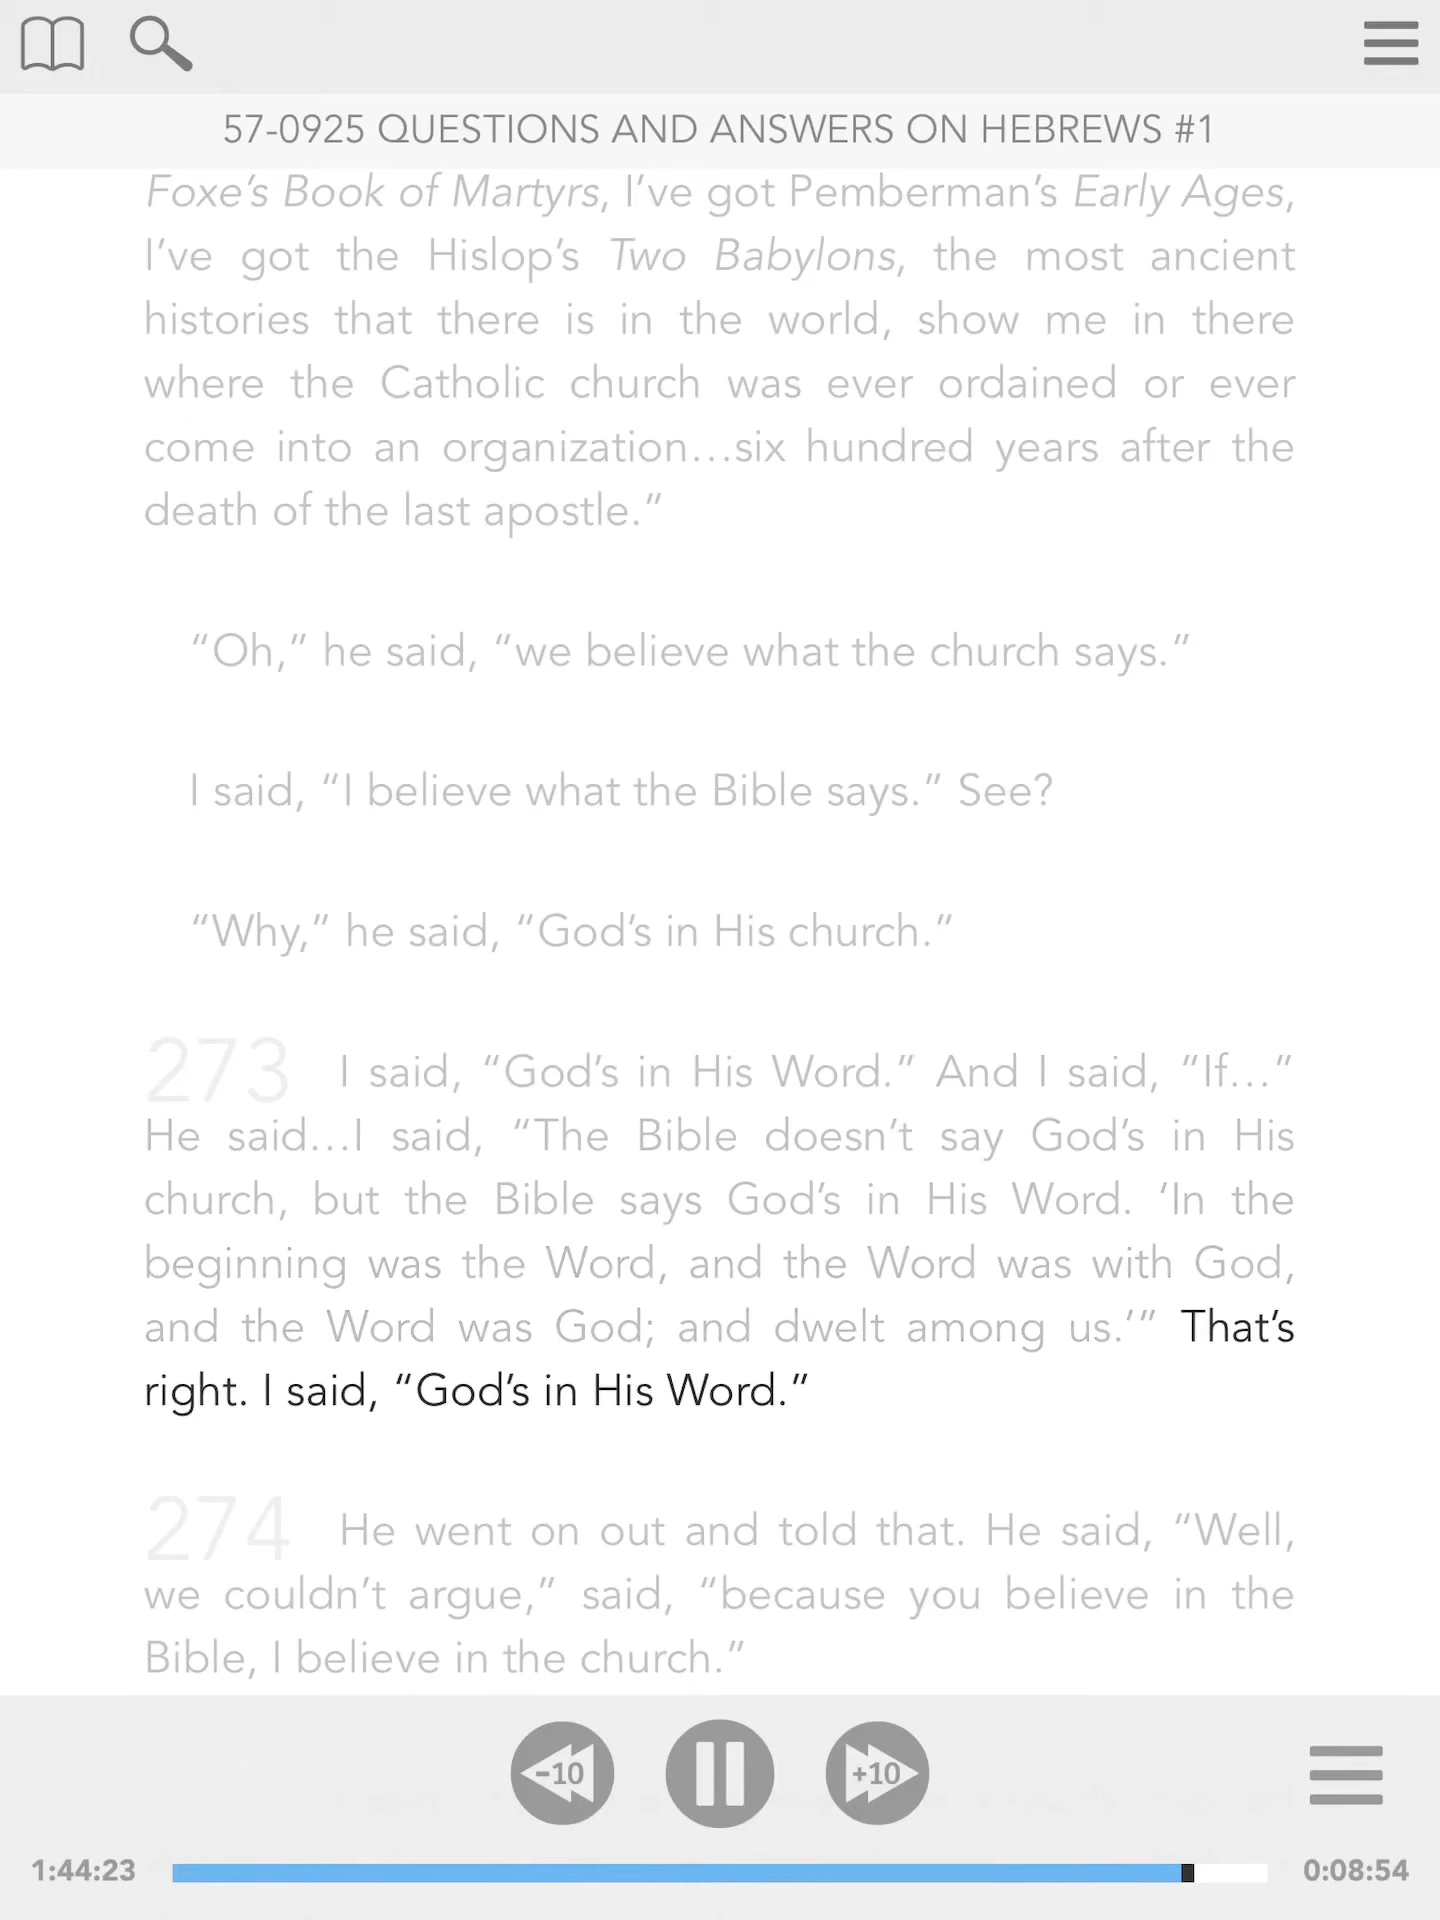 57-0925 QUESTIONS AND ANSWERS ON HEBREWS #1
Foxe’s Book of Martyrs, I’ve got Pemberman’s Early Ages,
I’ve got the Hislop’s Two Babylons, the most ancient
histories that there is in the world, show me in there
where the Catholic church was ever ordained or ever
come into an organization…six hundred years after the
death of the last apostle.”
“Oh,” he said, “we believe what the church says.”
I said, “I believe what the Bible says.” See?
“Why,” he said, “God’s in His church.”
273 I said, “God’s in His Word.” And I said, “If…”
He said…I said, “The Bible doesn’t say God’s in His
church, but the Bible says God’s in His Word. ‘In the
beginning was the Word, and the Word was with God,
and the Word was God; and dwelt among us.’” That’s
right. I said, “God’s in His Word.”
274 He went on out and told that. He said, “Well,
we couldn’t argue,” said, “because you believe in the
Bible, I believe in the church.”
-10 +10
1:44:23 0:08:54